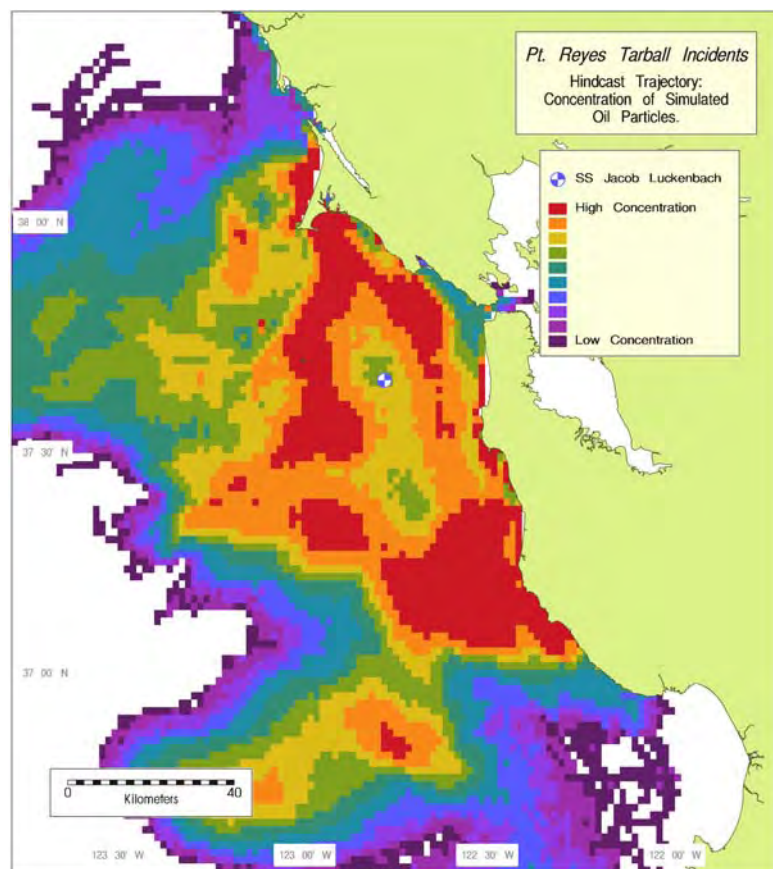 Pt. Reyes Tarball Incidents
Hindcast Trajectory:
Concentration of Simulated
Oil Particles.
SS Jacob Luckenbach
High Concentration
Low Concentration
38 00' N
37 30' N
37 00 N
0 40
Kilometers
123 30' W 123 00' W 122 30' W 122 00' W